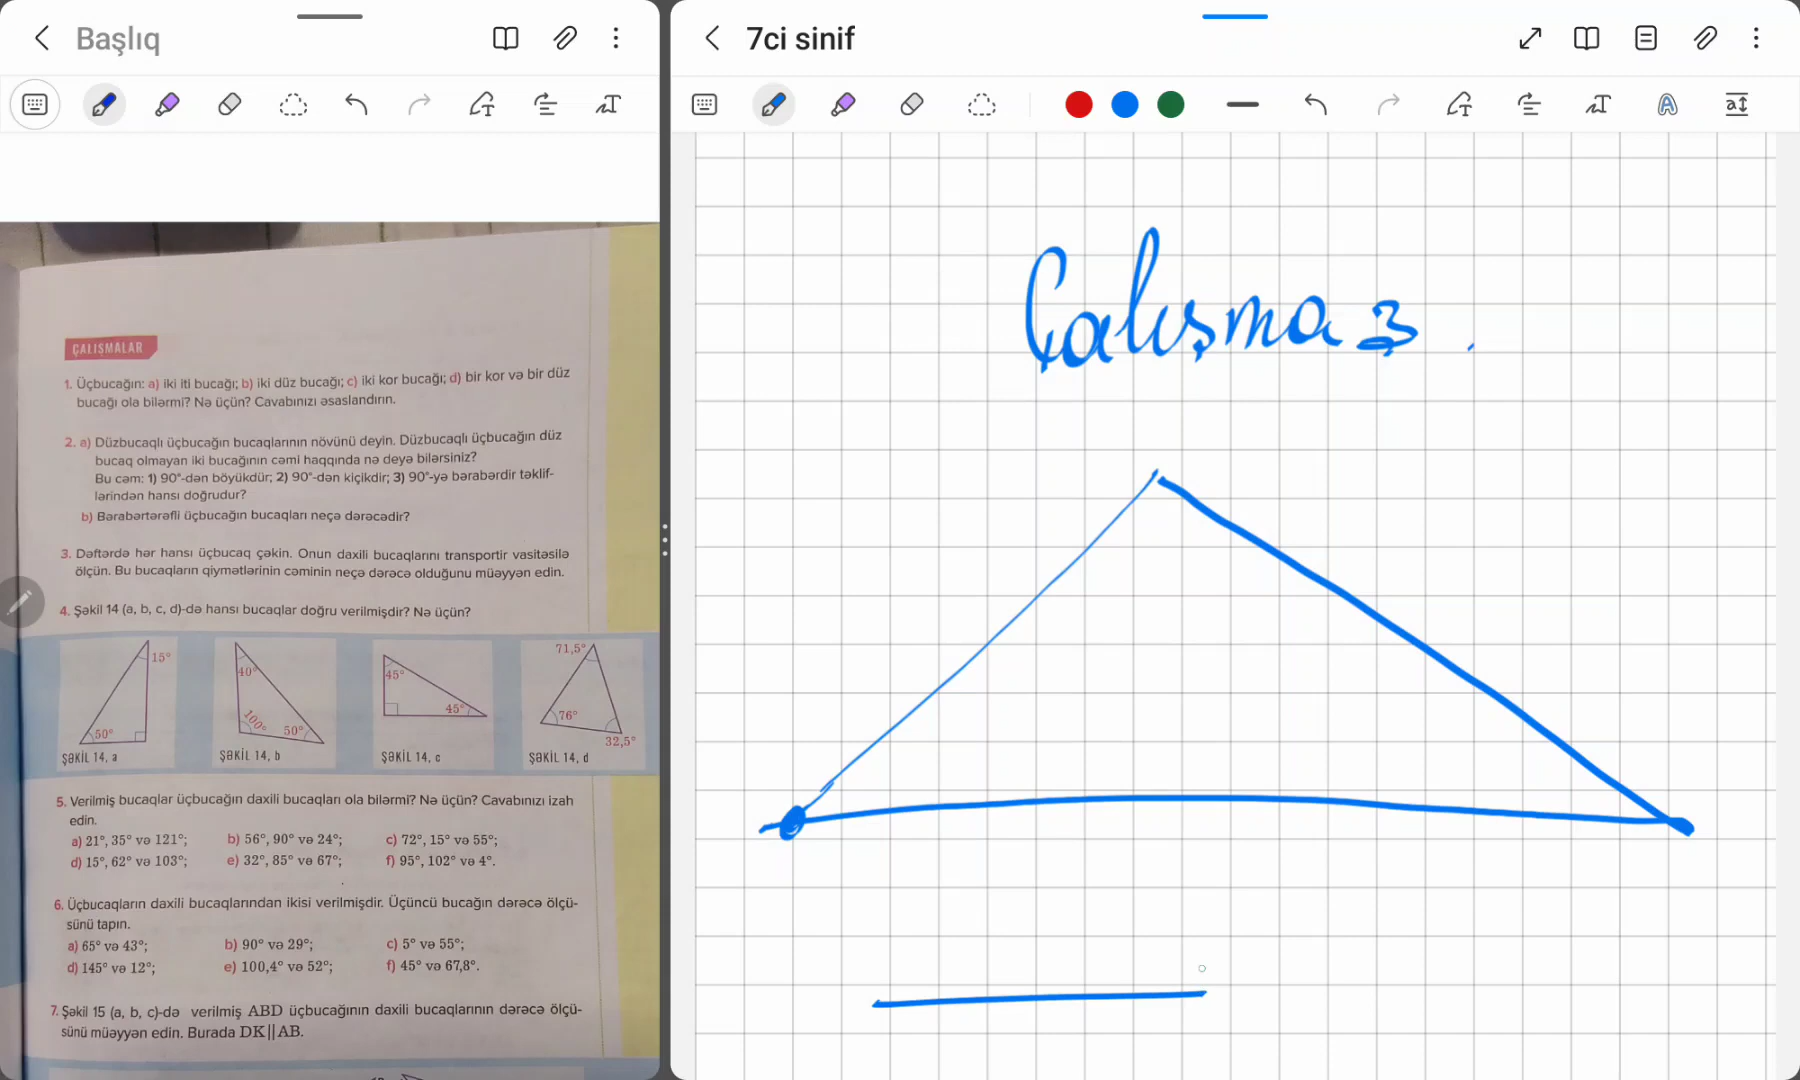 Başlıq
7ci sinif
ÇALIŞMALAR
1. Üçbucağın: a) iki iti bucağı; b) iki düz bucağı; c) iki kor bucağı; d) bir kor və bir düz
bucağı ola bilərmi? Nə üçün? Cavabınızı əsaslandırın.
2. a) Düzbucaqlı üçbucağın bucaqlarının növünü deyin. Düzbucaqlı üçbucağın düz
bucaq olmayan iki bucağının cəmi haqqında nə deyə bilərsiniz?
Bu cəm: 1) 90°-dən böyükdür; 2) 90°-dən kiçikdir; 3) 90°-yə bərabərdir təklif-
lərindən hansı doğrudur?
b) Bərabərtərəfli üçbucağın bucaqları neçə dərəcədir?
3. Dəftərdə hər hansı üçbucaq çəkin. Onun daxili bucaqlarını transportir vasitəsilə
ölçün. Bu bucaqların qiymətlərinin cəminin neçə dərəcə olduğunu müəyyən edin.
4. Şəkil 14 (a, b, c, d)-də hansı bucaqlar doğru verilmişdir? Nə üçün?
15°
50°
ŞƏKİL 14, a
40°
100°
50°
ŞƏKİL 14, b
45°
45°
ŞƏKİL 14, c
71,5°
76°
32,5°
ŞƏKİL 14, d
5. Verilmiş bucaqlar üçbucağın daxili bucaqları ola bilərmi? Nə üçün? Cavabınızı izah
edin.
a) 21°, 35° və 121°; b) 56°, 90° və 24°; c) 72°, 15° və 55°;
d) 15°, 62° və 103°; e) 32°, 85° və 67°; f) 95°, 102° və 4°.
6. Üçbucaqların daxili bucaqlarından ikisi verilmişdir. Üçüncü bucağın dərəcə ölçü-
sünü tapın.
a) 65° və 43°; b) 90° və 29°; c) 5° və 55°;
d) 145° və 12°; e) 100,4° və 52°; f) 45° və 67,8°.
7. Şəkil 15 (a, b, c)-də verilmiş ABD üçbucağının daxili bucaqlarının dərəcə ölçü-
sünü müəyyən edin. Burada DK||AB.
Çalışma 3.